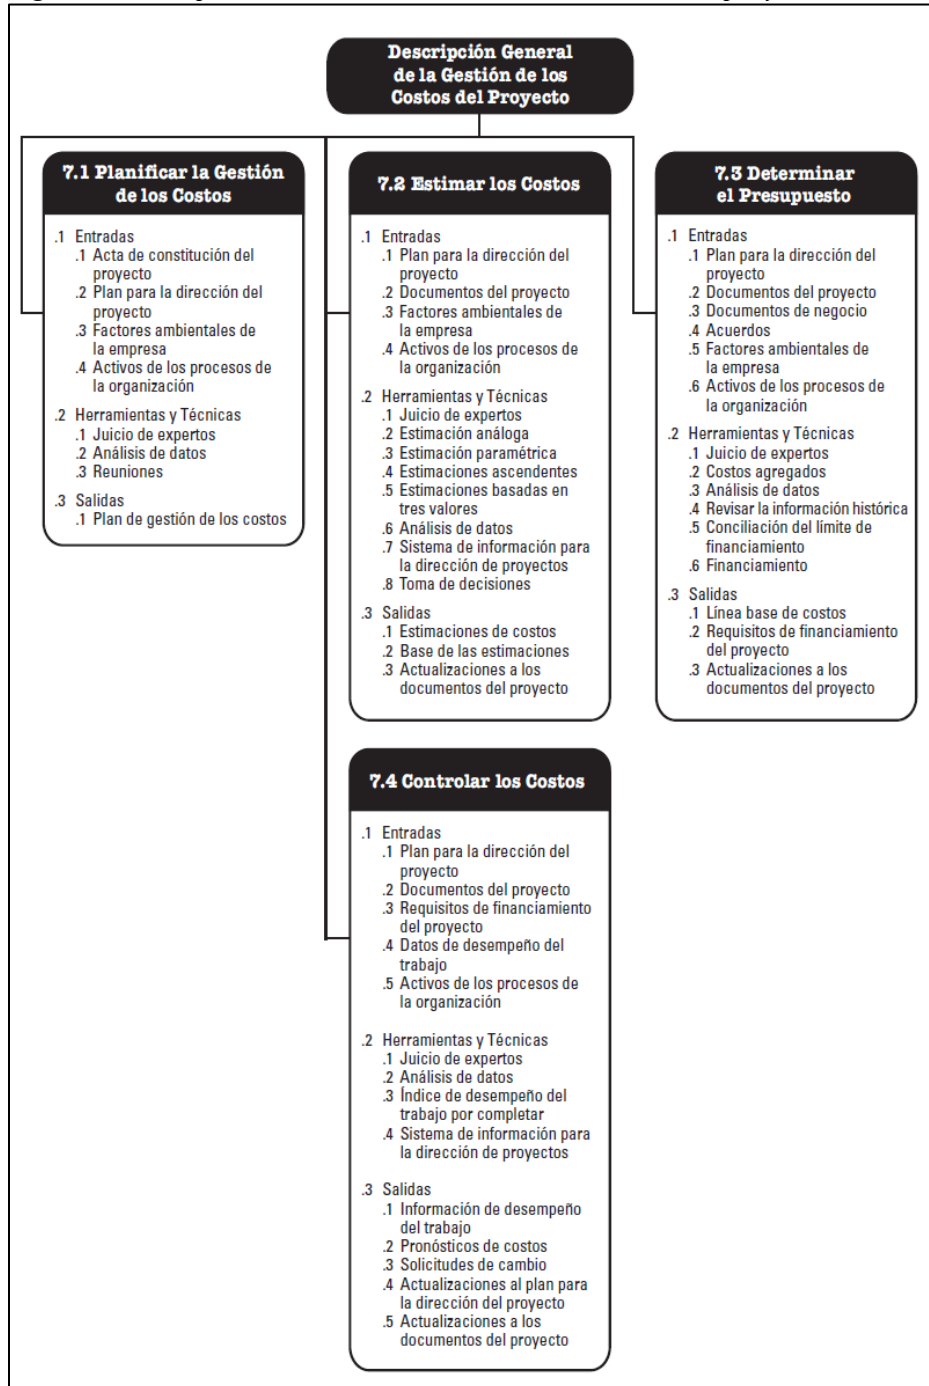 Descripción General
de la Gestión de los
Costos del Proyecto
7.1 Planificar la Gestión
de los Costos
.1 Entradas
.1 Acta de constitución del
proyecto
.2 Plan para la dirección del
proyecto
.3 Factores ambientales de
la empresa
.4 Activos de los procesos de
la organización
.2 Herramientas y Técnicas
.1 Juicio de expertos
.2 Análisis de datos
.3 Reuniones
.3 Salidas
.1 Plan de gestión de los costos
7.2 Estimar los Costos
.1 Entradas
.1 Plan para la dirección del
proyecto
.2 Documentos del proyecto
.3 Factores ambientales de
la empresa
.4 Activos de los procesos de
la organización
.2 Herramientas y Técnicas
.1 Juicio de expertos
.2 Estimación análoga
.3 Estimación paramétrica
.4 Estimaciones ascendentes
.5 Estimaciones basadas en
tres valores
.6 Análisis de datos
.7 Sistema de información para
la dirección de proyectos
.8 Toma de decisiones
.3 Salidas
.1 Estimaciones de costos
.2 Base de las estimaciones
.3 Actualizaciones a los
documentos del proyecto
7.3 Determinar
el Presupuesto
.1 Entradas
.1 Plan para la dirección del
proyecto
.2 Documentos del proyecto
.3 Documentos de negocio
.4 Acuerdos
.5 Factores ambientales de
la empresa
.6 Activos de los procesos de
la organización
.2 Herramientas y Técnicas
.1 Juicio de expertos
.2 Costos agregados
.3 Análisis de datos
.4 Revisar la información histórica
.5 Conciliación del límite de
financiamiento
.6 Financiamiento
.3 Salidas
.1 Línea base de costos
.2 Requisitos de financiamiento
del proyecto
.3 Actualizaciones a los
documentos del proyecto
7.4 Controlar los Costos
.1 Entradas
.1 Plan para la dirección del
proyecto
.2 Documentos del proyecto
.3 Requisitos de financiamiento
del proyecto
.4 Datos de desempeño del
trabajo
.5 Activos de los procesos de
la organización
.2 Herramientas y Técnicas
.1 Juicio de expertos
.2 Análisis de datos
.3 Índice de desempeño del
trabajo por completar
.4 Sistema de información para
la dirección de proyectos
.3 Salidas
.1 Información de desempeño
del trabajo
.2 Pronósticos de costos
.3 Solicitudes de cambio
.4 Actualizaciones al plan para
la dirección del proyecto
.5 Actualizaciones a los
documentos del proyecto